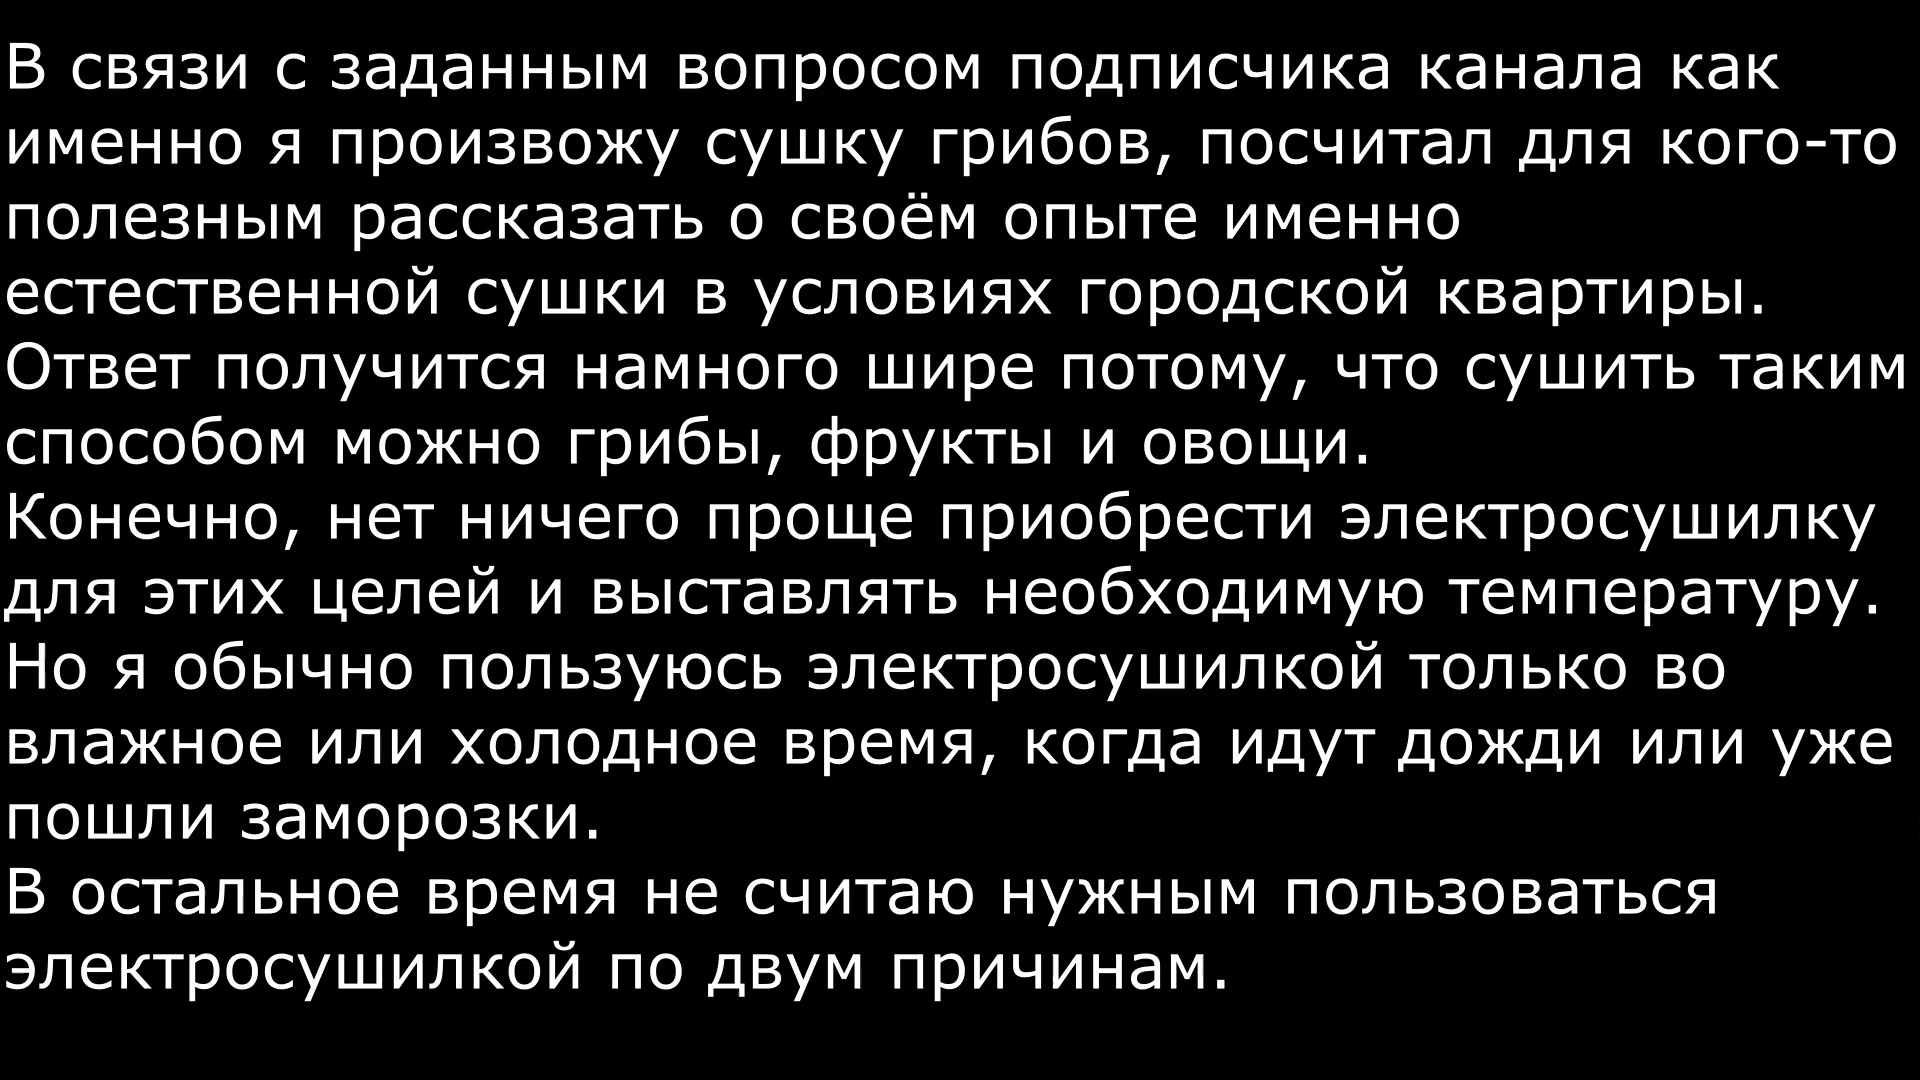 В связи с заданным вопросом подписчика канала как
именно я произвожу сушку грибов, посчитал для кого-то
полезным рассказать о своём опыте именно
естественной сушки в условиях городской квартиры.
Ответ получится намного шире потому, что сушить таким
способом можно грибы, фрукты и овощи.
Конечно, нет ничего проще приобрести электросушилку
для этих целей и выставлять необходимую температуру.
Но я обычно пользуюсь электросушилкой только во
влажное или холодное время, когда идут дожди или уже
пошли заморозки.
В остальное время не считаю нужным пользоваться
электросушилкой по двум причинам.